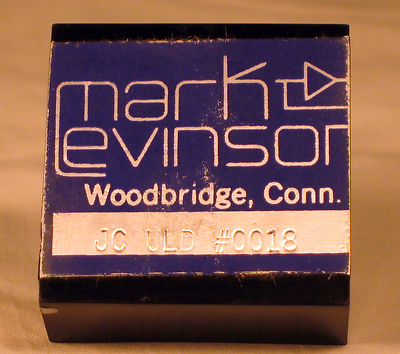 mark
Levinson
Woodbridge, Conn.
JC ULD #0018